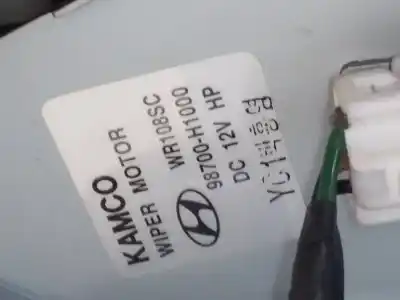 KAMCO
WIPER MOTOR
WR108SC
98700-H1000
DC 12V HP